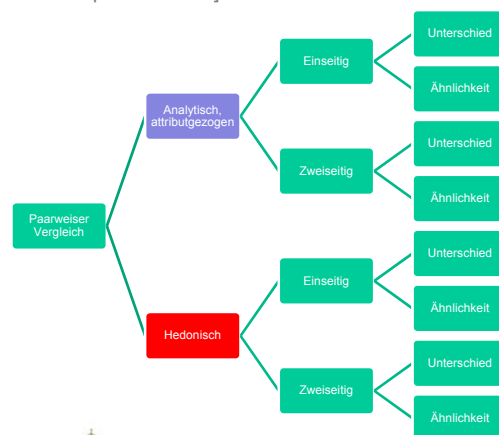 Unterschied
Einseitig
Ähnlichkeit
Analytisch,
attributgezogen
Unterschied
Zweiseitig
Ähnlichkeit
Paarweiser
Vergleich
Unterschied
Einseitig
Ähnlichkeit
Hedonisch
Unterschied
Zweiseitig
Ähnlichkeit